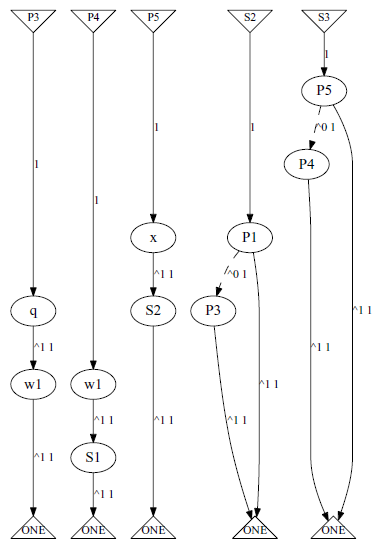 P3 P4 P5 S2 S3
1
P5
1 1 ^0 1
P4
1
1
x P1
^1 1 ^0 1
q S2 P3
^1 1 ^1 1
^1 1
w1 w1
^1 1 ^1 1
^1 1 ^1 1
S1
^1 1
ONE ONE ONE ONE ONE